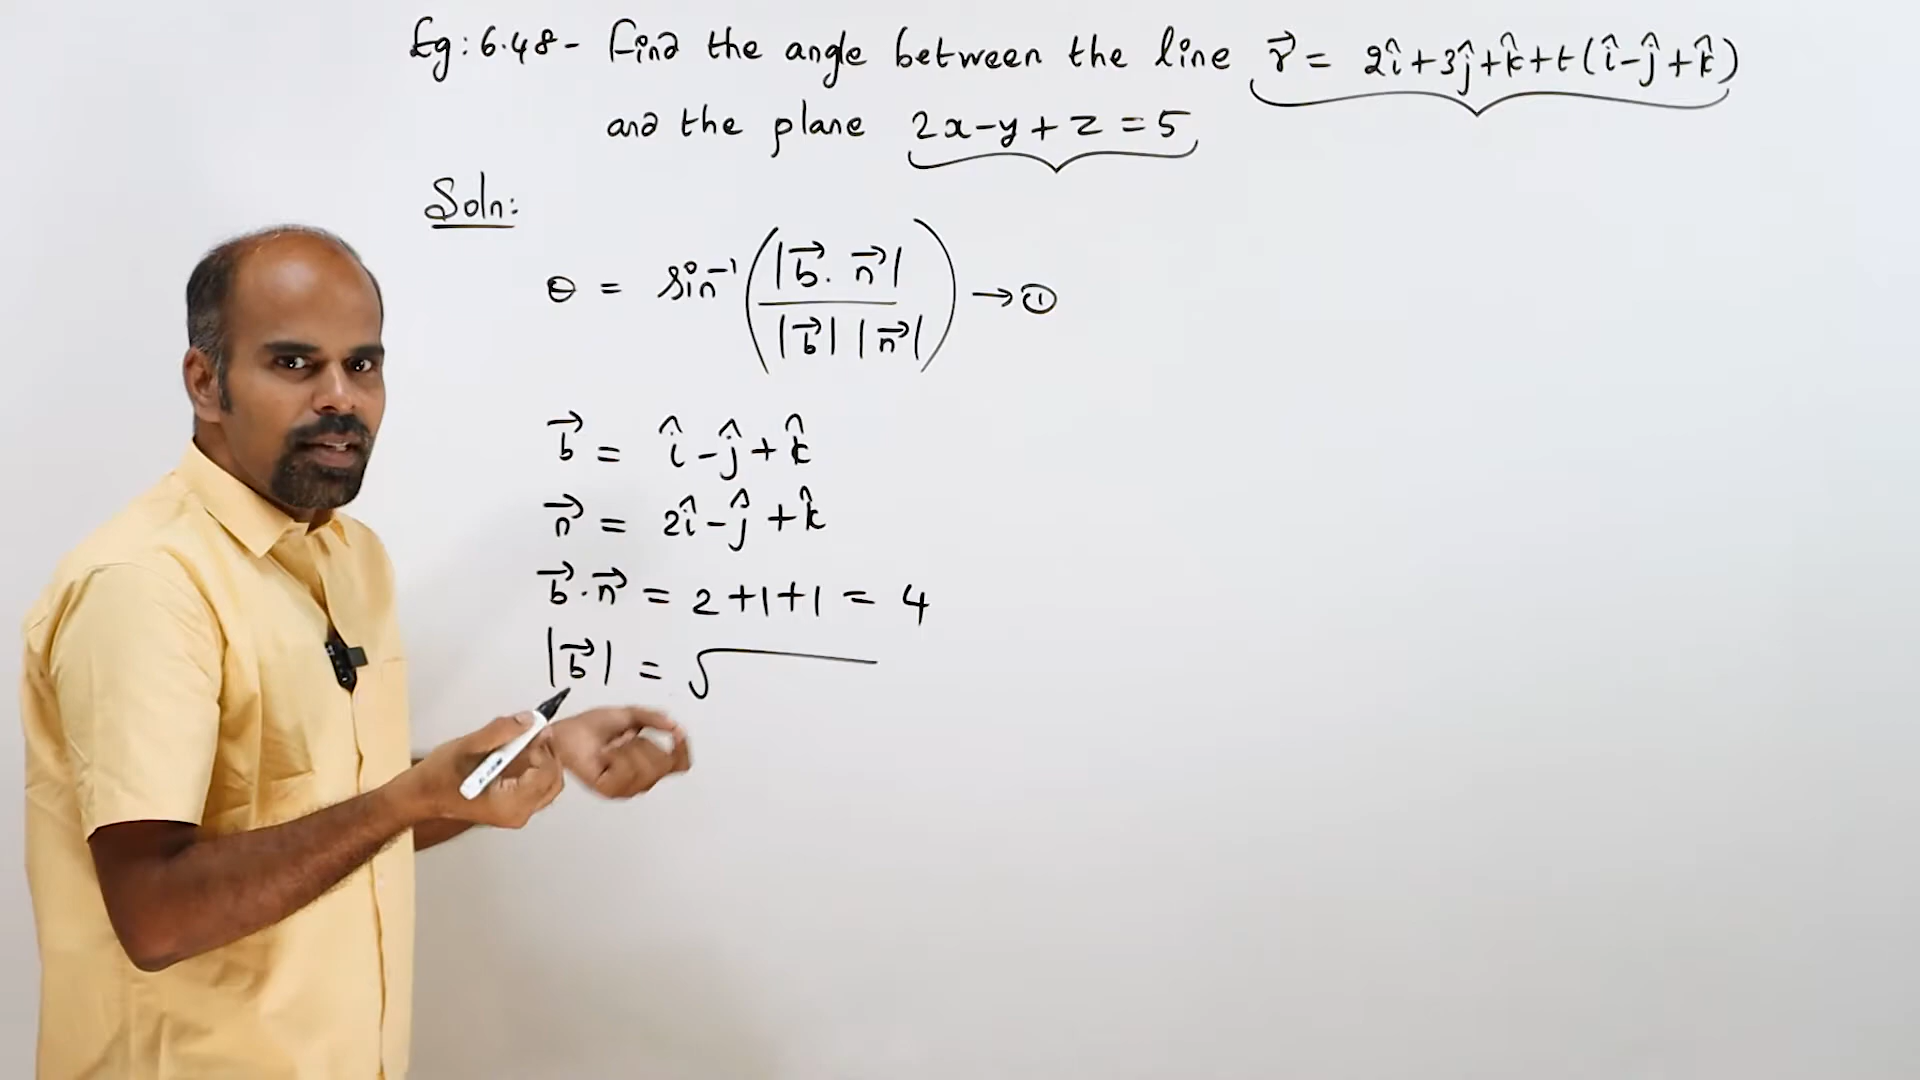 Eg: 6.48 - Find the angle between the line r⃗ = 2î+3ĵ+k̂+t(î-ĵ+k̂)
and the plane 2x-y+z=5
Soln:
θ = sin⁻¹(|b⃗. n⃗| / |b⃗| |n⃗|) → ①
b⃗ = î-ĵ+k̂
n⃗ = 2î-ĵ+k̂
b⃗.n⃗ = 2+1+1 = 4
|b⃗| = √